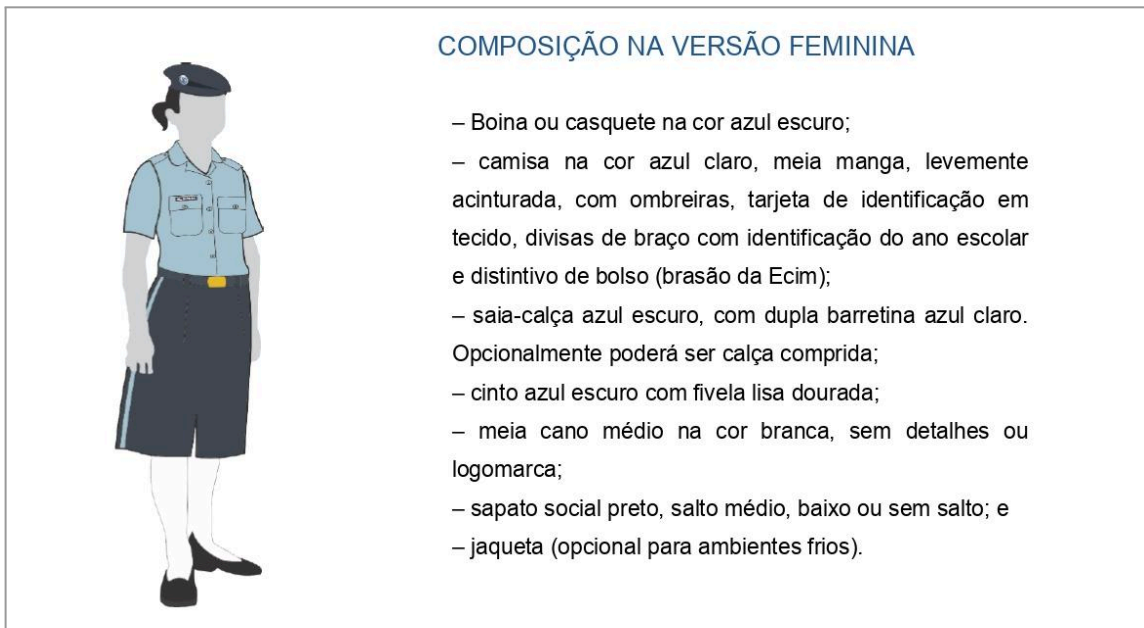 COMPOSIÇÃO NA VERSÃO FEMININA
– Boina ou casquete na cor azul escuro;
– camisa na cor azul claro, meia manga, levemente
acinturada, com ombreiras, tarjeta de identificação em
tecido, divisas de braço com identificação do ano escolar
e distintivo de bolso (brasão da Ecim);
– saia-calça azul escuro, com dupla barretina azul claro.
Opcionalmente poderá ser calça comprida;
– cinto azul escuro com fivela lisa dourada;
– meia cano médio na cor branca, sem detalhes ou
logomarca;
– sapato social preto, salto médio, baixo ou sem salto; e
– jaqueta (opcional para ambientes frios).